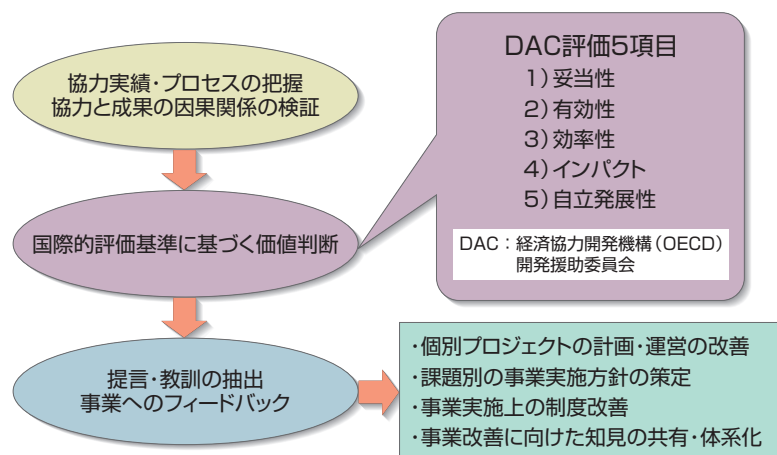 協力実績・プロセスの把握
協力と成果の因果関係の検証
国際的評価基準に基づく価値判断
提言・教訓の抽出
事業へのフィードバック
DAC評価5項目
1)妥当性
2)有効性
3)効率性
4)インパクト
5)自立発展性
DAC：経済協力開発機構(OECD)
開発援助委員会
・個別プロジェクトの計画・運営の改善
・課題別の事業実施方針の策定
・事業実施上の制度改善
・事業改善に向けた知見の共有・体系化